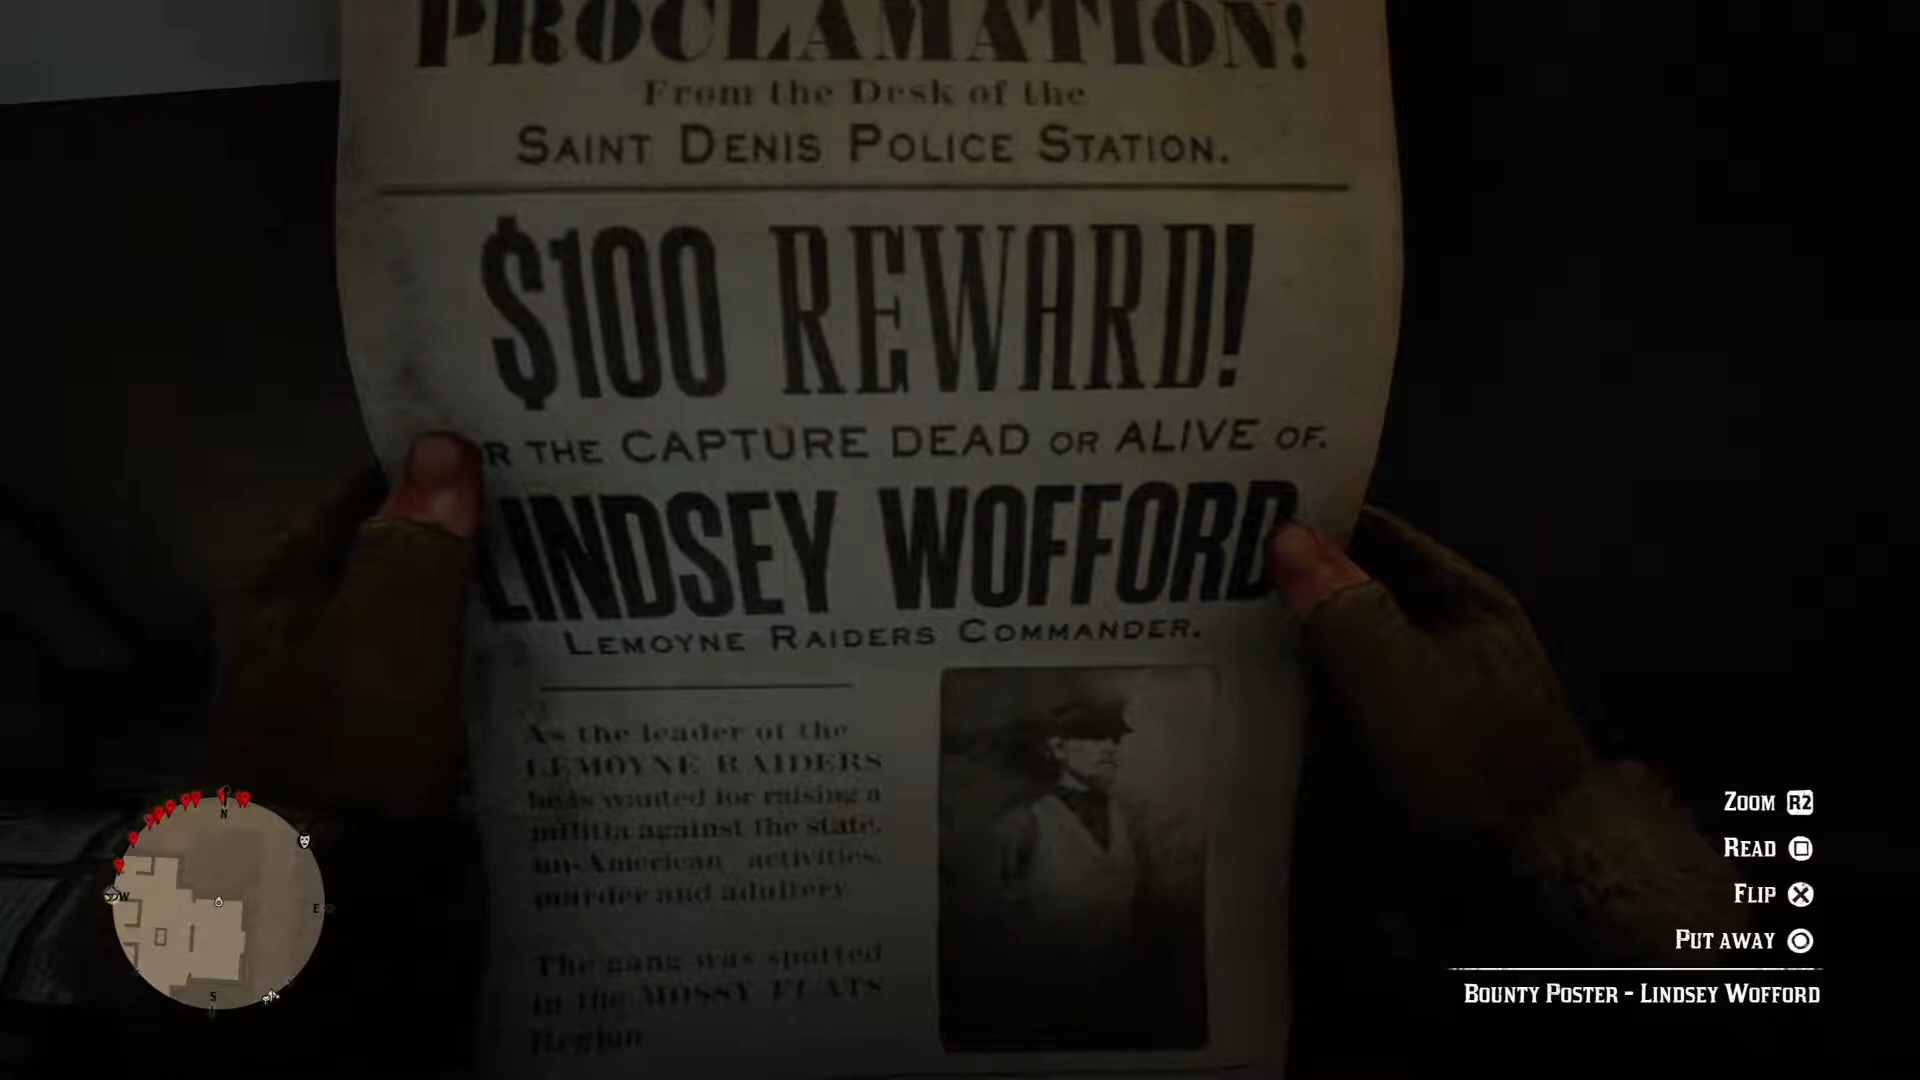 PROCLAMATION!
From the Desk of the
SAINT DENIS POLICE STATION.
$100 REWARD!
R THE CAPTURE DEAD OR ALIVE OF.
LINDSEY WOFFORD
LEMOYNE RAIDERS COMMANDER.
As the leader of the
LEMOYNE RAIDERS
he is wanted for raising a
militia against the state,
un-American activities,
murder and adultery.
The gang was spotted
in the MOSSY FLATS
Region
N
W
E
S
ZOOM R2
READ
FLIP
PUT AWAY
BOUNTY POSTER - LINDSEY WOFFORD